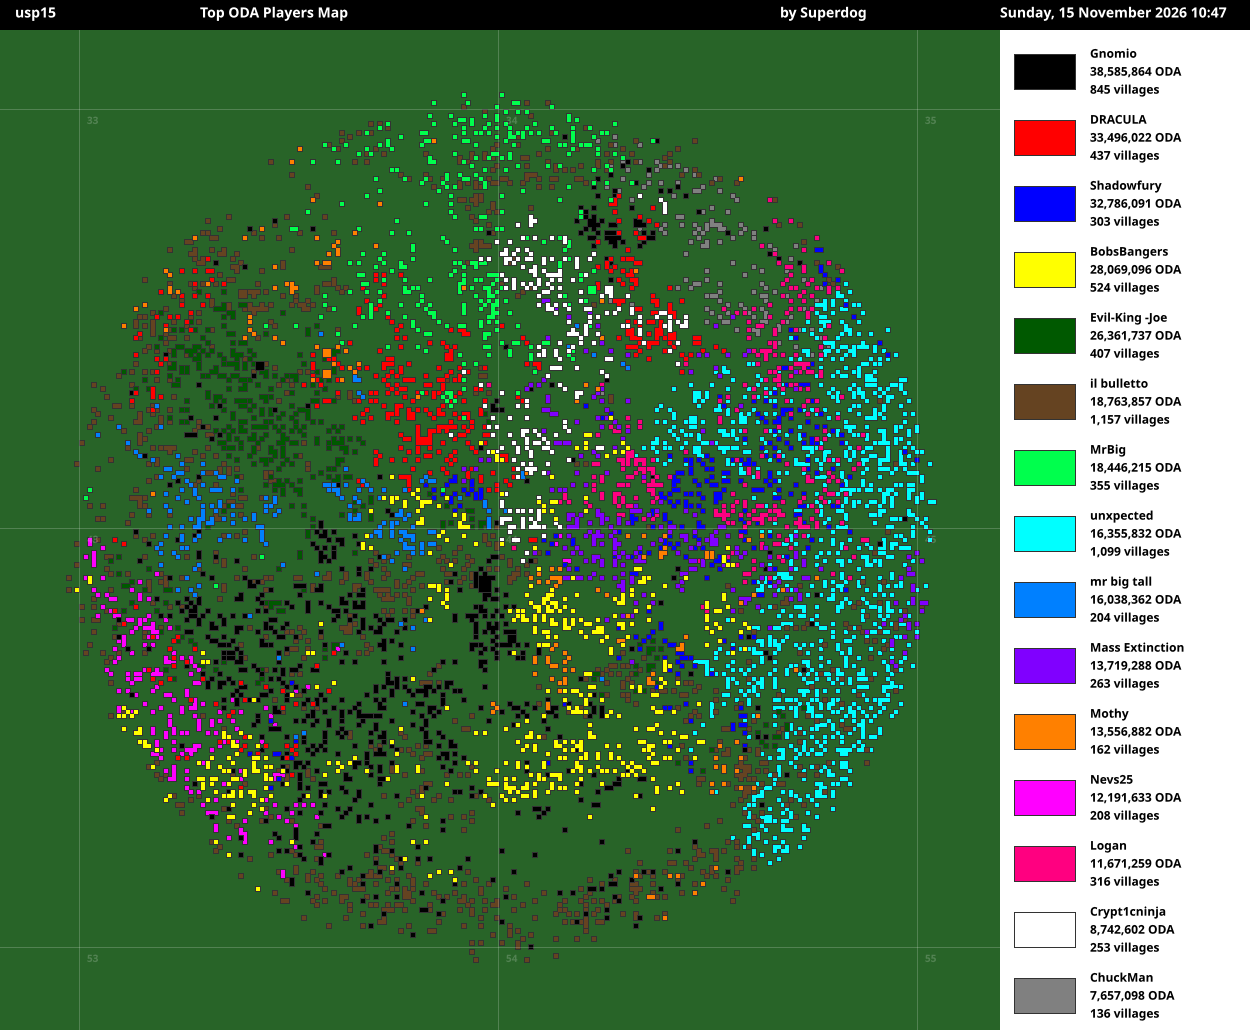 usp15 Top ODA Players Map by Superdog Sunday, 15 November 2026 10:47
33 34 35
53 54 55
Gnomio
38,585,864 ODA
845 villages
DRACULA
33,496,022 ODA
437 villages
Shadowfury
32,786,091 ODA
303 villages
BobsBangers
28,069,096 ODA
524 villages
Evil-King -Joe
26,361,737 ODA
407 villages
il bulletto
18,763,857 ODA
1,157 villages
MrBig
18,446,215 ODA
355 villages
unxpected
16,355,832 ODA
1,099 villages
mr big tall
16,038,362 ODA
204 villages
Mass Extinction
13,719,288 ODA
263 villages
Mothy
13,556,882 ODA
162 villages
Nevs25
12,191,633 ODA
208 villages
Logan
11,671,259 ODA
316 villages
Crypt1cninja
8,742,602 ODA
253 villages
ChuckMan
7,657,098 ODA
136 villages